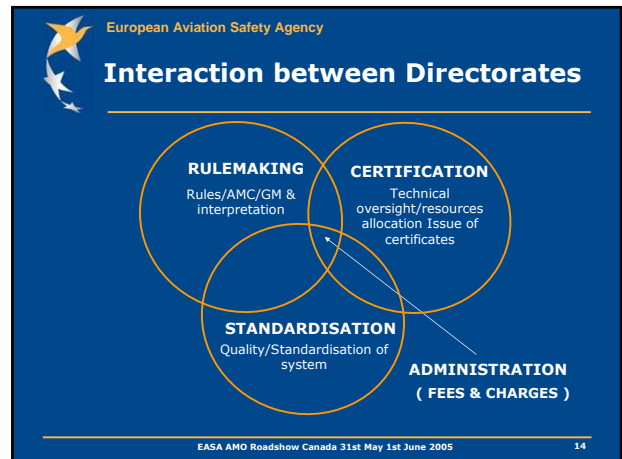 European Aviation Safety Agency
Interaction between Directorates
RULEMAKING
Rules/AMC/GM &
interpretation
CERTIFICATION
Technical
oversight/resources
allocation Issue of
certificates
STANDARDISATION
Quality/Standardisation of
system
ADMINISTRATION
( FEES & CHARGES )
EASA AMO Roadshow Canada 31st May 1st June 2005
14